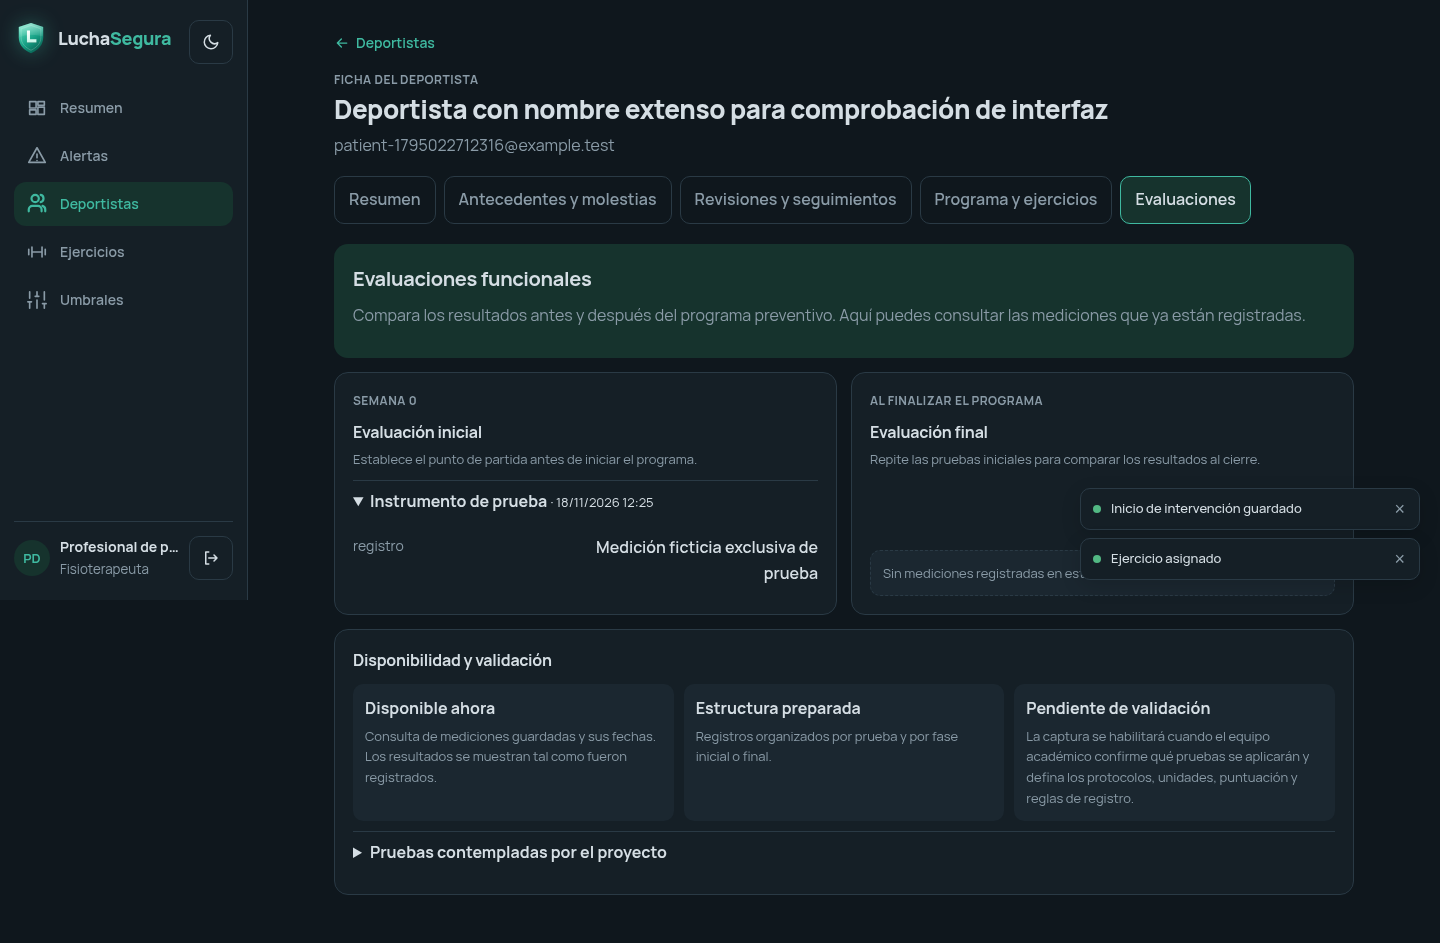 LuchaSegura
Resumen
Alertas
Deportistas
Ejercicios
Umbrales
PD
Profesional de p...
Fisioterapeuta
← Deportistas
FICHA DEL DEPORTISTA
Deportista con nombre extenso para comprobación de interfaz
patient-1795022712316@example.test
Resumen
Antecedentes y molestias
Revisiones y seguimientos
Programa y ejercicios
Evaluaciones
Evaluaciones funcionales
Compara los resultados antes y después del programa preventivo. Aquí puedes consultar las mediciones que ya están registradas.
SEMANA 0
Evaluación inicial
Establece el punto de partida antes de iniciar el programa.
Instrumento de prueba · 18/11/2026 12:25
registro
Medición ficticia exclusiva de
prueba
AL FINALIZAR EL PROGRAMA
Evaluación final
Repite las pruebas iniciales para comparar los resultados al cierre.
Sin mediciones registradas en
Inicio de intervención guardado
Ejercicio asignado
Disponibilidad y validación
Disponible ahora
Consulta de mediciones guardadas y sus fechas.
Los resultados se muestran tal como fueron
registrados.
Estructura preparada
Registros organizados por prueba y por fase
inicial o final.
Pendiente de validación
La captura se habilitará cuando el equipo
académico confirme qué pruebas se aplicarán y
defina los protocolos, unidades, puntuación y
reglas de registro.
Pruebas contempladas por el proyecto